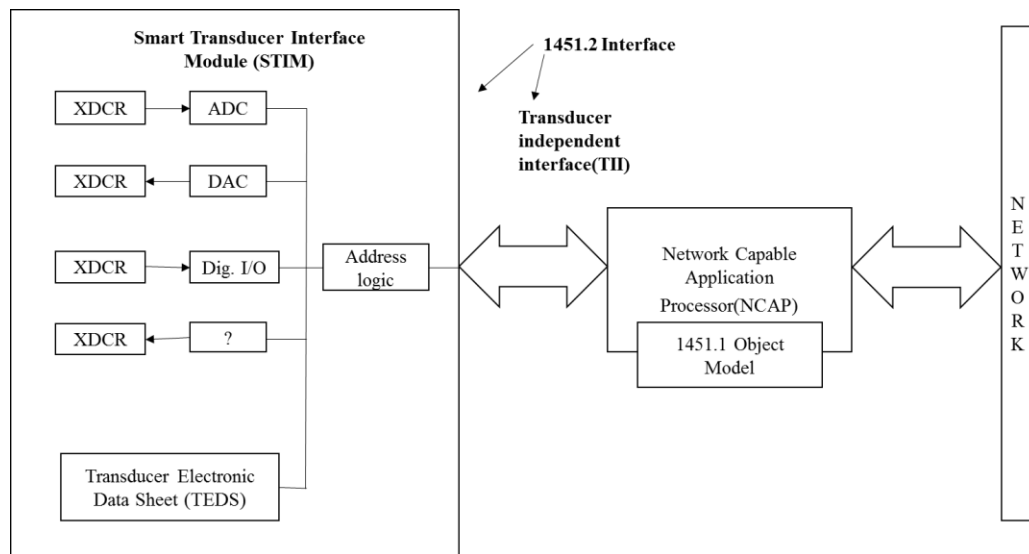 Smart Transducer Interface
Module (STIM)
XDCR
ADC
XDCR
DAC
XDCR
Dig. I/O
XDCR
?
Address
logic
Transducer Electronic
Data Sheet (TEDS)
1451.2 Interface
Transducer
independent
interface(TII)
Network Capable
Application
Processor(NCAP)
1451.1 Object
Model
N
E
T
W
O
R
K